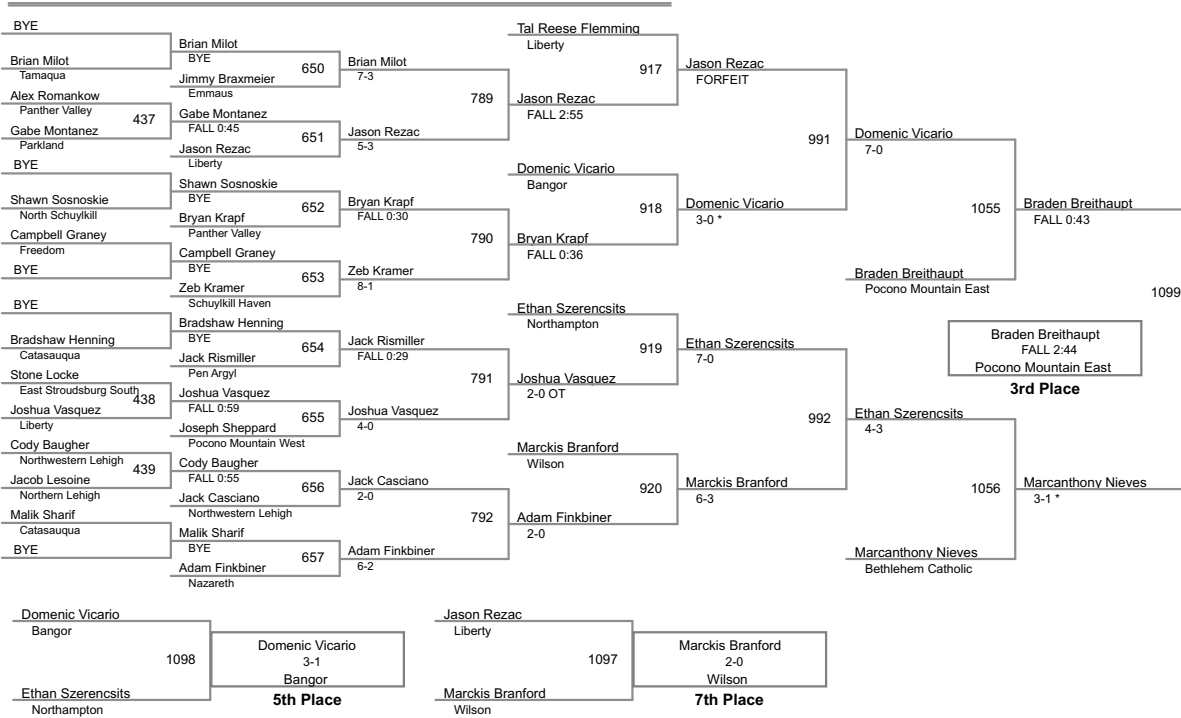 BYE
Brian Milot
Tamaqua
Alex Romankow
Panther Valley
437
Gabe Montanez
Parkland
BYE
Shawn Sosnoskie
North Schuylkill
Campbell Graney
Freedom
BYE
BYE
Bradshaw Henning
Catasauqua
Stone Locke
East Stroudsburg South
438
Joshua Vasquez
Liberty
Cody Baugher
Northwestern Lehigh
439
Jacob Lesoine
Northern Lehigh
Malik Sharif
Catasauqua
BYE
Brian Milot
BYE
650
Jimmy Braxmeier
Emmaus
Gabe Montanez
FALL 0:45
651
Jason Rezac
Liberty
Shawn Sosnoskie
BYE
652
Bryan Krapf
Panther Valley
Campbell Graney
BYE
653
Zeb Kramer
Schuylkill Haven
Bradshaw Henning
BYE
654
Jack Rismiller
Pen Argyl
Joshua Vasquez
FALL 0:59
655
Joseph Sheppard
Pocono Mountain West
Cody Baugher
FALL 0:55
656
Jack Casciano
Northwestern Lehigh
Malik Sharif
BYE
657
Adam Finkbiner
Nazareth
Brian Milot
7-3
789
Jason Rezac
5-3
Bryan Krapf
FALL 0:30
790
Zeb Kramer
8-1
Jack Rismiller
FALL 0:29
791
Joshua Vasquez
4-0
Jack Casciano
2-0
792
Adam Finkbiner
6-2
Tal Reese Flemming
Liberty
917
Jason Rezac
FALL 2:55
Domenic Vicario
Bangor
918
Bryan Krapf
FALL 0:36
Ethan Szerencsits
Northampton
919
Joshua Vasquez
2-0 OT
Marckis Branford
Wilson
920
Adam Finkbiner
2-0
Jason Rezac
FORFEIT
991
Domenic Vicario
3-0 *
Ethan Szerencsits
7-0
992
Marckis Branford
6-3
Domenic Vicario
7-0
1055
Braden Breithaupt
Pocono Mountain East
Ethan Szerencsits
4-3
1056
Marcanthony Nieves
Bethlehem Catholic
Braden Breithaupt
FALL 0:43
1099
Braden Breithaupt
FALL 2:44
Pocono Mountain East
3rd Place
Marcanthony Nieves
3-1 *
Domenic Vicario
Bangor
1098
Ethan Szerencsits
Northampton
Domenic Vicario
3-1
Bangor
5th Place
Jason Rezac
Liberty
1097
Marckis Branford
Wilson
Marckis Branford
2-0
Wilson
7th Place